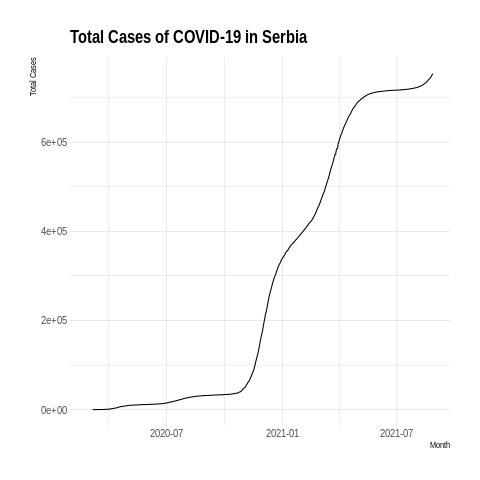 Total Cases of COVID-19 in Serbia
Total Cases
6e+05
4e+05
2e+05
0e+00
2020-07
2021-01
2021-07
Month